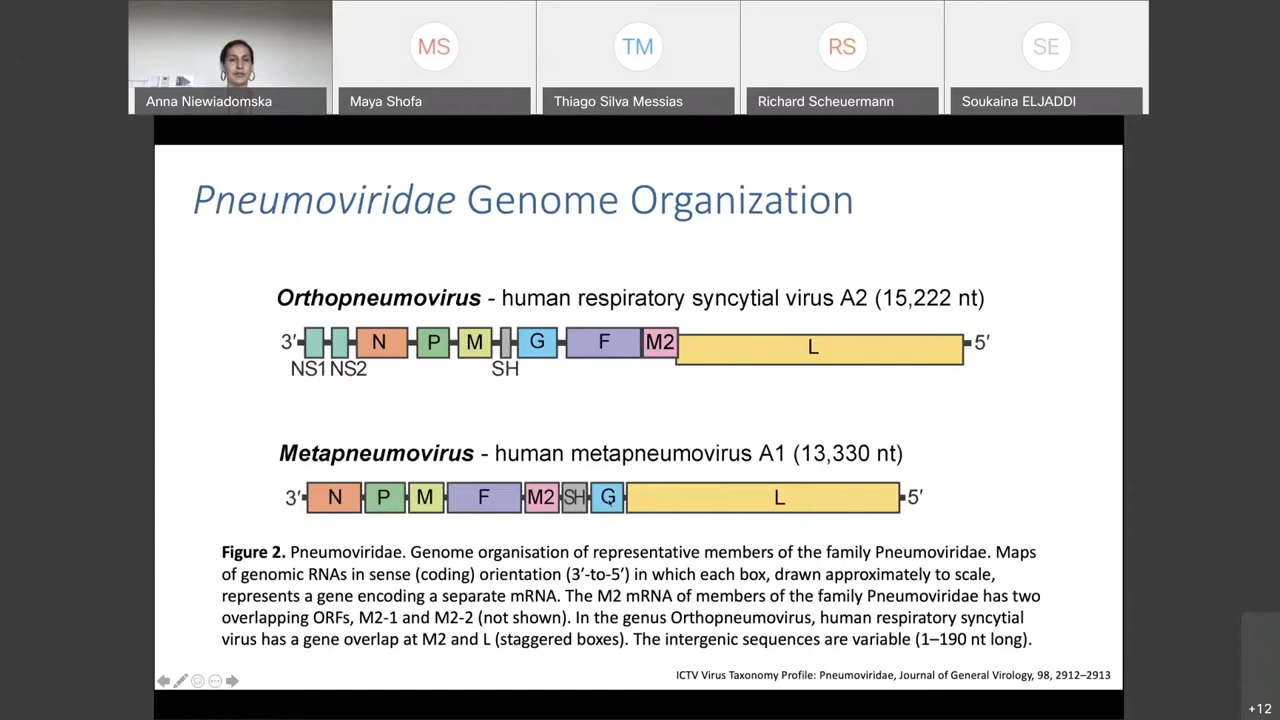 MS
TM
RS
SE
Anna Niewiadomska
Maya Shofa
Thiago Silva Messias
Richard Scheuermann
Soukaina ELJADDI
Pneumoviridae Genome Organization
Orthopneumovirus - human respiratory syncytial virus A2 (15,222 nt)
3′ N P M G F M2 L 5′
NS1 NS2 SH
Metapneumovirus - human metapneumovirus A1 (13,330 nt)
3′ N P M F M2 SH G L 5′
Figure 2. Pneumoviridae. Genome organisation of representative members of the family Pneumoviridae. Maps
of genomic RNAs in sense (coding) orientation (3′-to-5′) in which each box, drawn approximately to scale,
represents a gene encoding a separate mRNA. The M2 mRNA of members of the family Pneumoviridae has two
overlapping ORFs, M2-1 and M2-2 (not shown). In the genus Orthopneumovirus, human respiratory syncytial
virus has a gene overlap at M2 and L (staggered boxes). The intergenic sequences are variable (1–190 nt long).
ICTV Virus Taxonomy Profile: Pneumoviridae, Journal of General Virology, 98, 2912–2913
+12